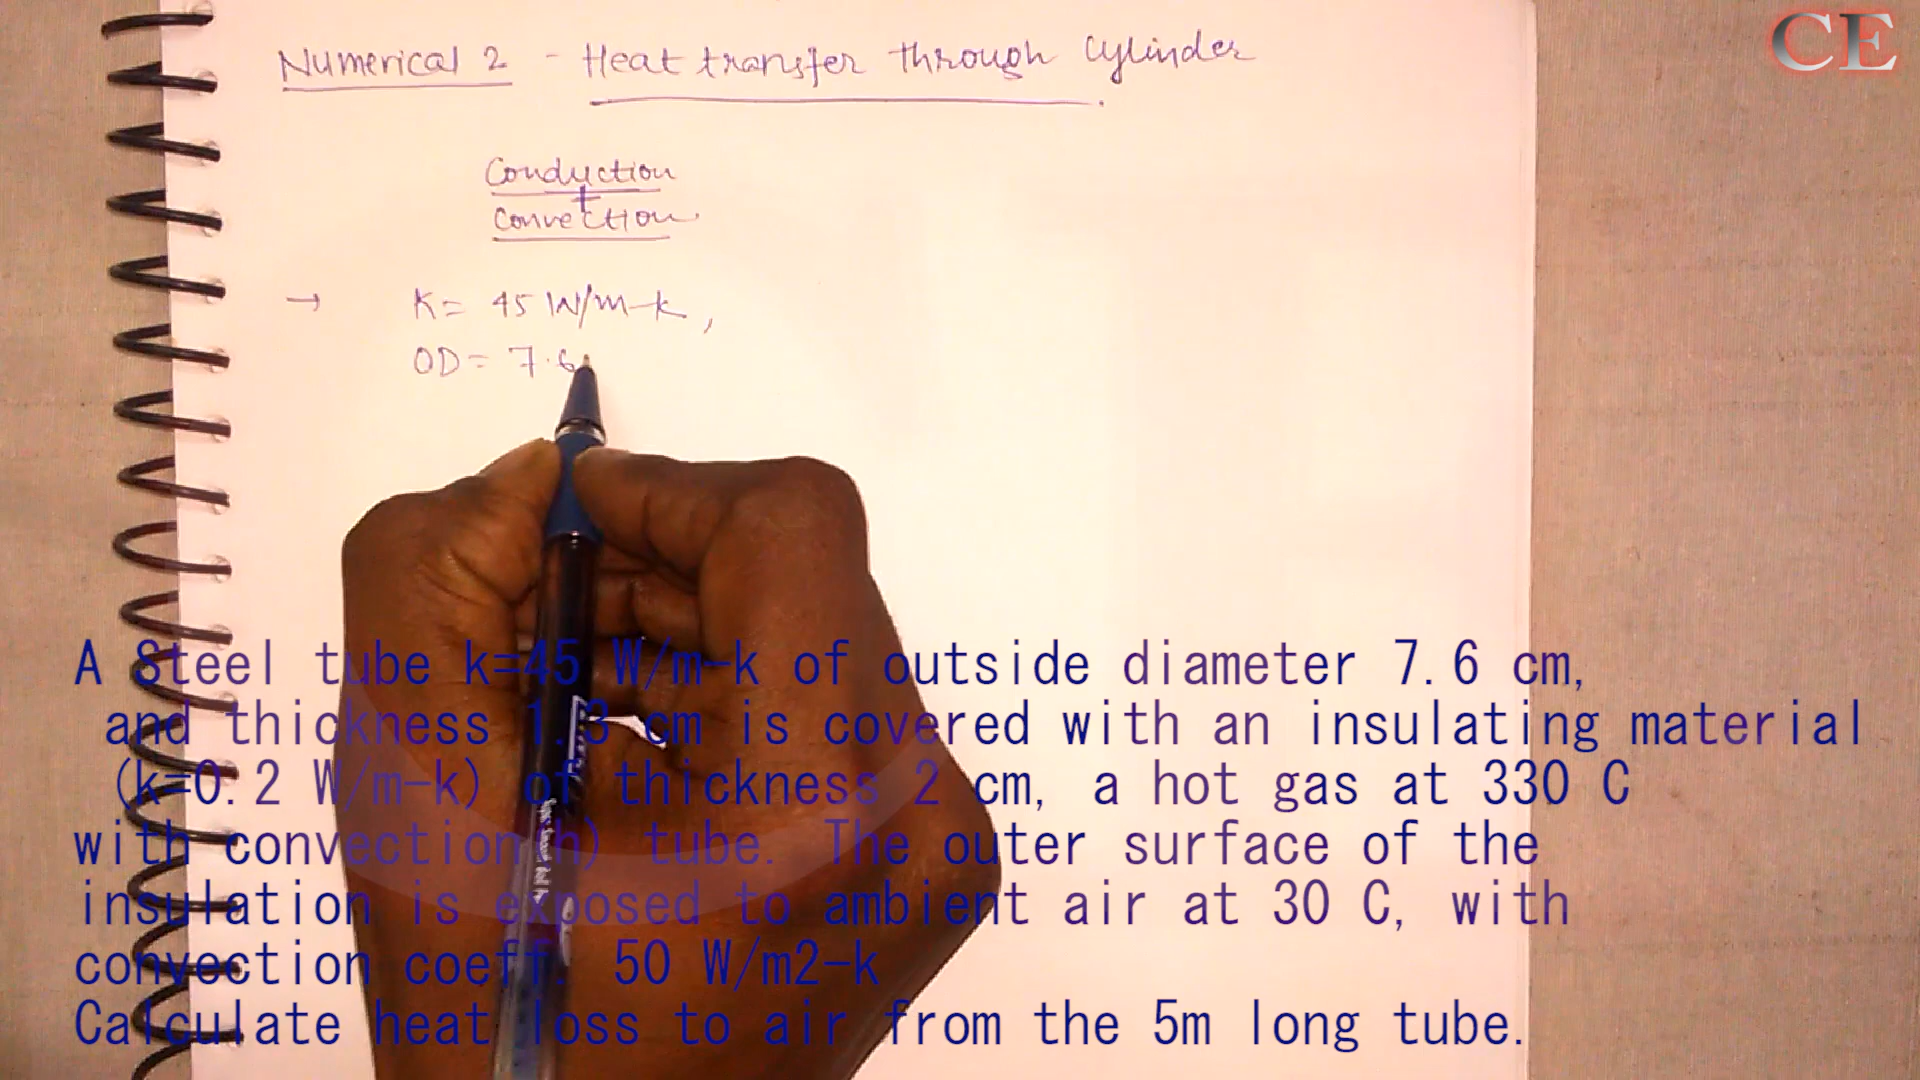 CE
Numerical 2 - Heat transfer through Cylinder
Conduction
+
Convection.
→ K = 45 W/m-k,
OD = 7.6
A Steel tube k=45 W/m-k of outside diameter 7.6 cm,
and thickness 1.3 cm is covered with an insulating material
(k=0.2 W/m-k) of thickness 2 cm, a hot gas at 330 C
with convection h) tube. The outer surface of the
insulation is exposed to ambient air at 30 C, with
convection coeff. 50 W/m2-k
Calculate heat loss to air from the 5m long tube.